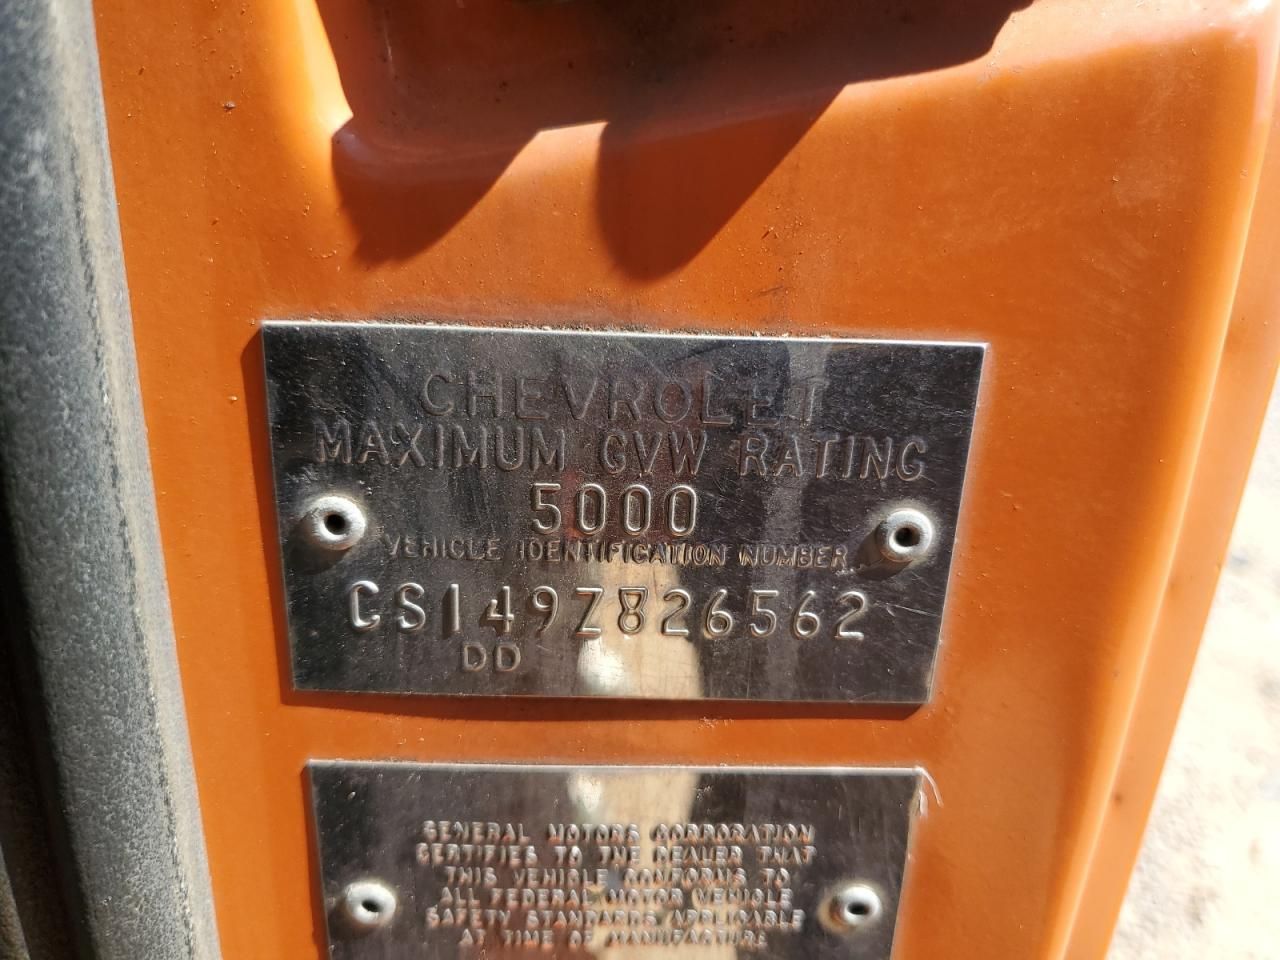 CHEVROLET
MAXIMUM GVW RATING
5000
VEHICLE IDENTIFICATION NUMBER
CS149Z826562
DD
GENERAL MOTORS CORPORATION
CERTIFIES TO THE DEALER THAT
THIS VEHICLE CONFORMS TO
ALL FEDERAL MOTOR VEHICLE
SAFETY STANDARDS APPLICABLE
AT TIME OF MANUFACTURE